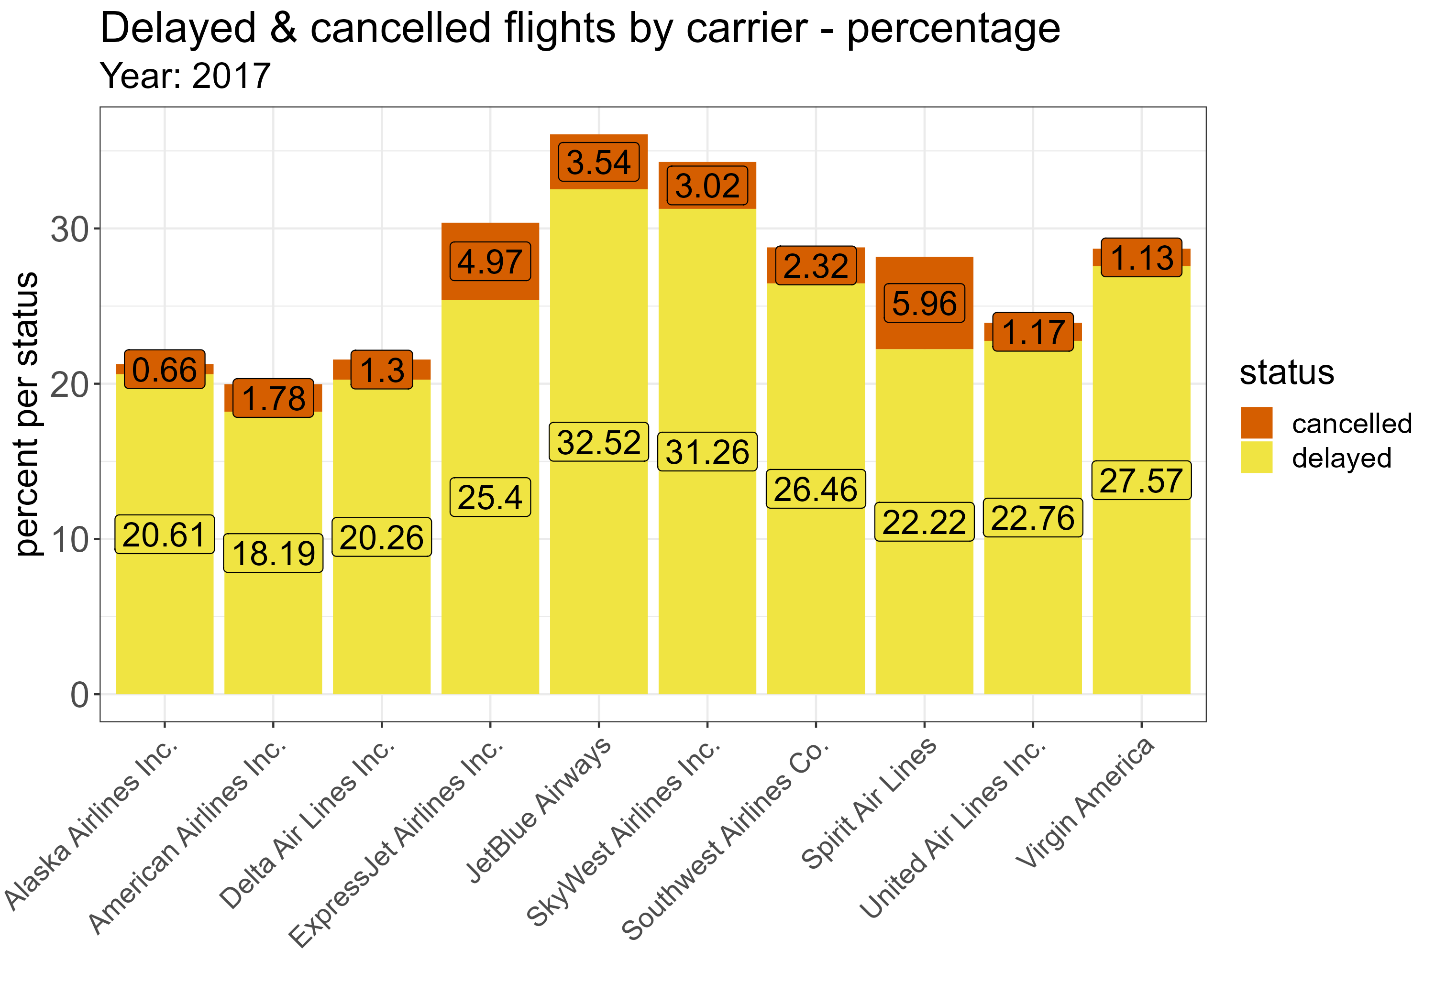 Delayed & cancelled flights by carrier - percentage
Year: 2017
percent per status
30
20
10
0
3.54
3.02
4.97
2.32
5.96
1.13
1.17
0.66
1.78
1.3
32.52
31.26
25.4
26.46
22.22
22.76
27.57
20.61
18.19
20.26
status
cancelled
delayed
Alaska Airlines Inc.
American Airlines Inc.
Delta Air Lines Inc.
ExpressJet Airlines Inc.
JetBlue Airways
SkyWest Airlines Inc.
Southwest Airlines Co.
Spirit Air Lines
United Air Lines Inc.
Virgin America